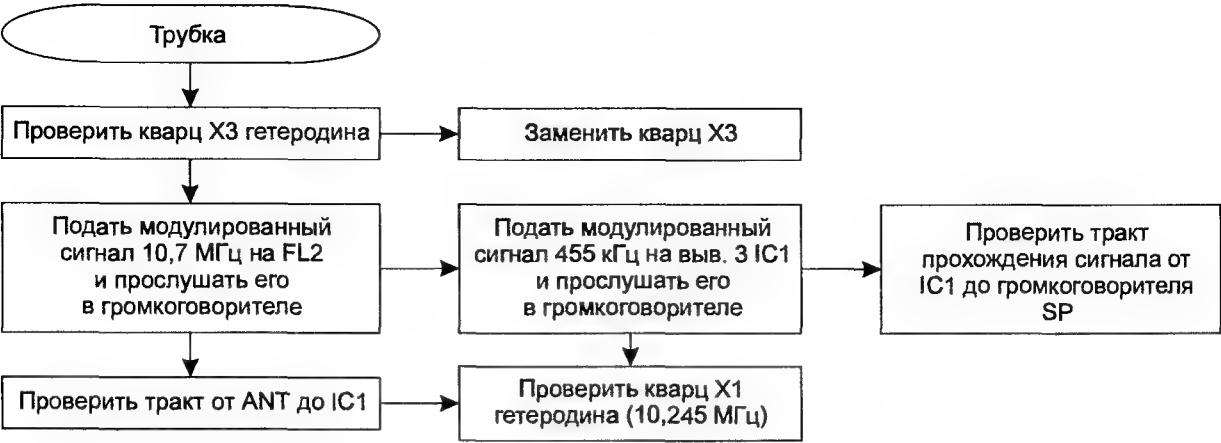 Трубка
Проверить кварц X3 гетеродина
Заменить кварц X3
Подать модулированный
сигнал 10,7 МГц на FL2
и прослушать его
в громкоговорителе
Подать модулированный
сигнал 455 кГц на выв. 3 IC1
и прослушать его
в громкоговорителе
Проверить тракт
прохождения сигнала от
IC1 до громкоговорителя
SP
Проверить тракт от ANT до IC1
Проверить кварц X1
гетеродина (10,245 МГц)